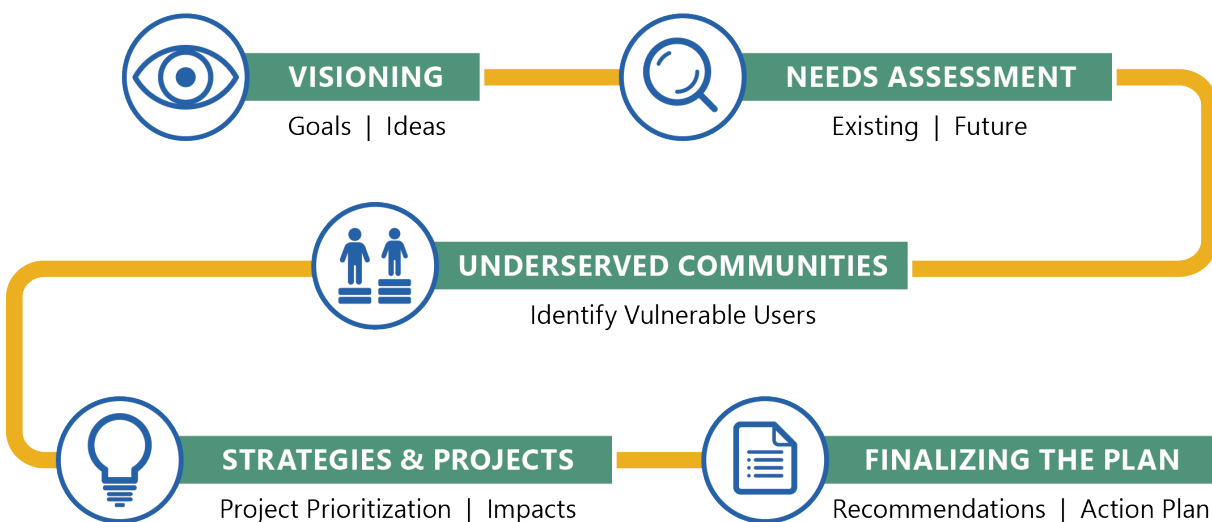 VISIONING
Goals | Ideas
NEEDS ASSESSMENT
Existing | Future
UNDERSERVED COMMUNITIES
Identify Vulnerable Users
STRATEGIES & PROJECTS
Project Prioritization | Impacts
FINALIZING THE PLAN
Recommendations | Action Plan